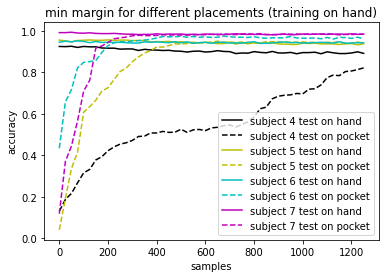 min margin for different placements (training on hand)
accuracy
1.0
0.8
0.6
0.4
0.2
0.0
subject 4 test on hand
subject 4 test on pocket
subject 5 test on hand
subject 5 test on pocket
subject 6 test on hand
subject 6 test on pocket
subject 7 test on hand
subject 7 test on pocket
0 200 400 600 800 1000 1200
samples